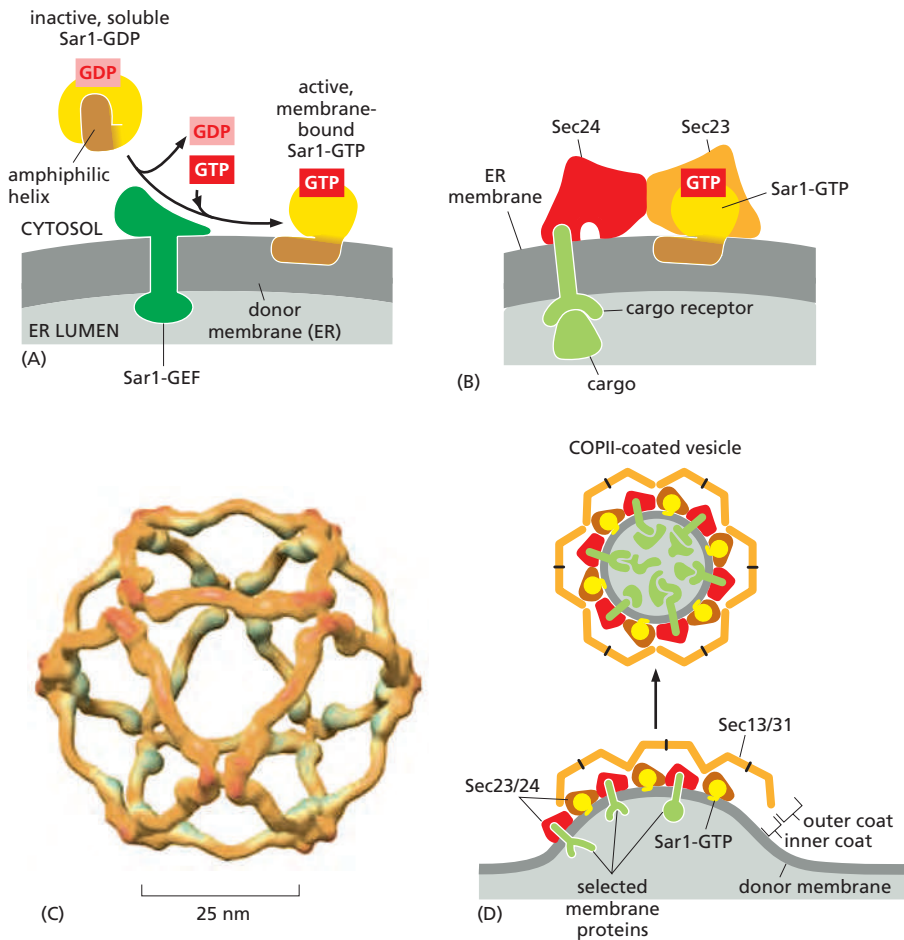 inactive, soluble
Sar1-GDP
GDP
amphiphilic
helix
GDP
GTP
active,
membrane-
bound
Sar1-GTP
GTP
CYTOSOL
ER LUMEN
donor
membrane (ER)
Sar1-GEF
(A)
Sec24
Sec23
ER
membrane
GTP
Sar1-GTP
cargo receptor
cargo
(B)
25 nm
(C)
COPII-coated vesicle
Sec13/31
Sec23/24
Sar1-GTP
outer coat
inner coat
selected
membrane
proteins
donor membrane
(D)